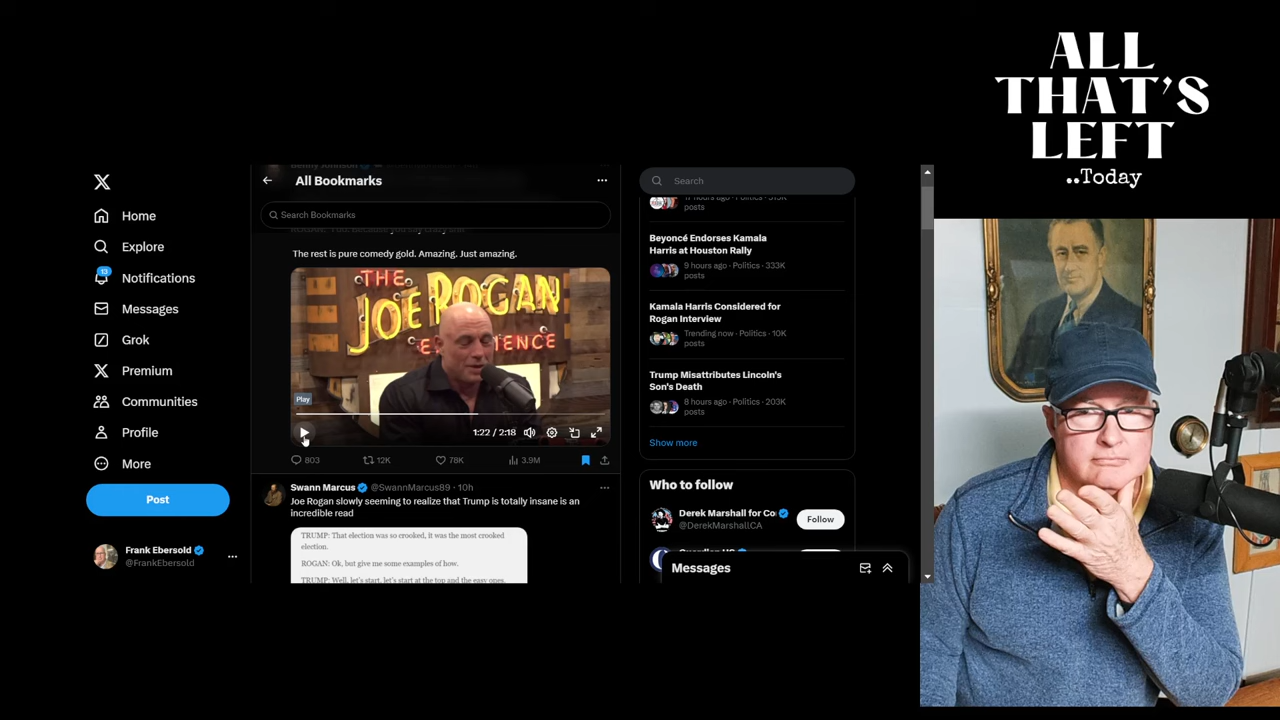 ALL
THAT'S
LEFT
..Today
All Bookmarks
Search Bookmarks
The rest is pure comedy gold. Amazing. Just amazing.
THE
JOE ROGAN
EXPERIENCE
Play
1:22 / 2:18
803
12K
78K
3.9M
Swann Marcus @SwannMarcus89 · 10h
Joe Rogan slowly seeming to realize that Trump is totally insane is an
incredible read
TRUMP: That election was so crooked, it was the most crooked
election.
ROGAN: Ok, but give me some examples of how.
TRUMP: Well, let's start, let's start at the top and the easy ones.
Home
Explore
13
Notifications
Messages
Grok
Premium
Communities
Profile
More
Post
Frank Ebersold
@FrankEbersold
Search
posts
Beyoncé Endorses Kamala
Harris at Houston Rally
9 hours ago · Politics · 333K
posts
Kamala Harris Considered for
Rogan Interview
Trending now · Politics · 10K
posts
Trump Misattributes Lincoln's
Son's Death
8 hours ago · Politics · 203K
posts
Show more
Who to follow
Derek Marshall for Co
@DerekMarshallCA
Follow
Messages